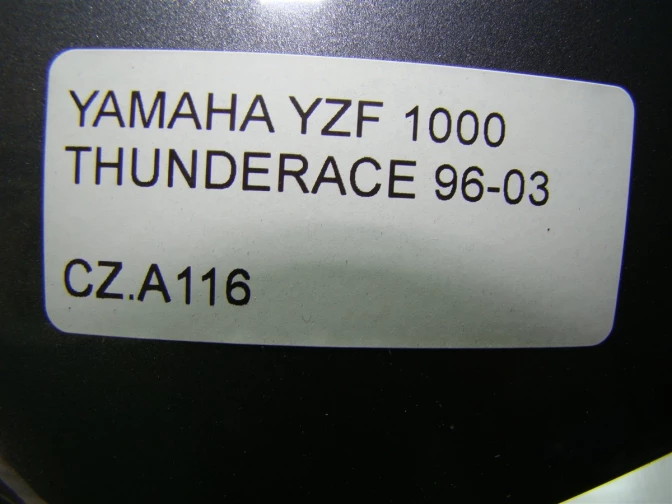 YAMAHA YZF 1000
THUNDERACE 96-03
CZ.A116